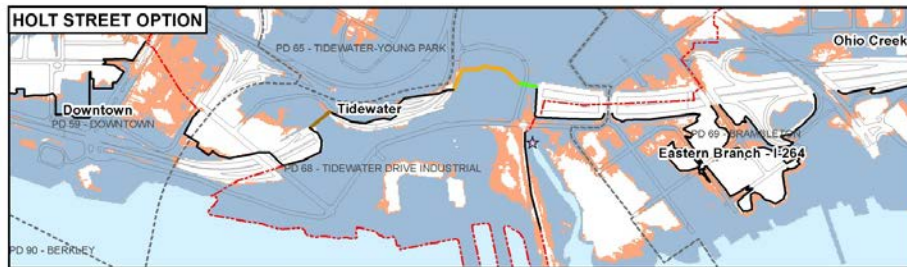 HOLT STREET OPTION
PD 65 - TIDEWATER-YOUNG PARK
Ohio Creek
Downtown
Tidewater
PD 59 - DOWNTOWN
PD 69 - BRAMBLETON
Eastern Branch - I-264
PD 68 - TIDEWATER DRIVE INDUSTRIAL
PD 90 - BERKLEY